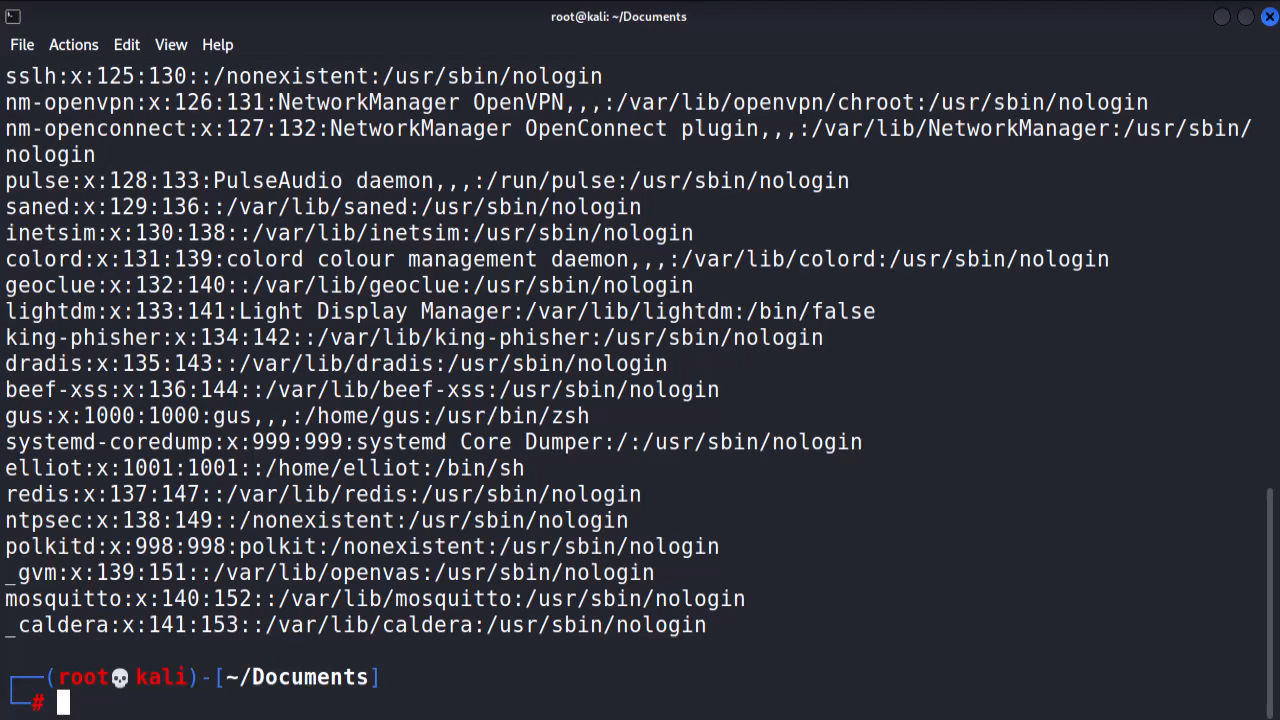 root@kali: ~/Documents
File Actions Edit View Help
sslh:x:125:130::/nonexistent:/usr/sbin/nologin
nm-openvpn:x:126:131:NetworkManager OpenVPN,,,:/var/lib/openvpn/chroot:/usr/sbin/nologin
nm-openconnect:x:127:132:NetworkManager OpenConnect plugin,,,:/var/lib/NetworkManager:/usr/sbin/
nologin
pulse:x:128:133:PulseAudio daemon,,,:/run/pulse:/usr/sbin/nologin
saned:x:129:136::/var/lib/saned:/usr/sbin/nologin
inetsim:x:130:138::/var/lib/inetsim:/usr/sbin/nologin
colord:x:131:139:colord colour management daemon,,,:/var/lib/colord:/usr/sbin/nologin
geoclue:x:132:140::/var/lib/geoclue:/usr/sbin/nologin
lightdm:x:133:141:Light Display Manager:/var/lib/lightdm:/bin/false
king-phisher:x:134:142::/var/lib/king-phisher:/usr/sbin/nologin
dradis:x:135:143::/var/lib/dradis:/usr/sbin/nologin
beef-xss:x:136:144::/var/lib/beef-xss:/usr/sbin/nologin
gus:x:1000:1000:gus,,,:/home/gus:/usr/bin/zsh
systemd-coredump:x:999:999:systemd Core Dumper:/:/usr/sbin/nologin
elliot:x:1001:1001::/home/elliot:/bin/sh
redis:x:137:147::/var/lib/redis:/usr/sbin/nologin
ntpsec:x:138:149::/nonexistent:/usr/sbin/nologin
polkitd:x:998:998:polkit:/nonexistent:/usr/sbin/nologin
_gvm:x:139:151::/var/lib/openvas:/usr/sbin/nologin
mosquitto:x:140:152::/var/lib/mosquitto:/usr/sbin/nologin
_caldera:x:141:153::/var/lib/caldera:/usr/sbin/nologin
┌──(root💀kali)-[~/Documents]
└─#